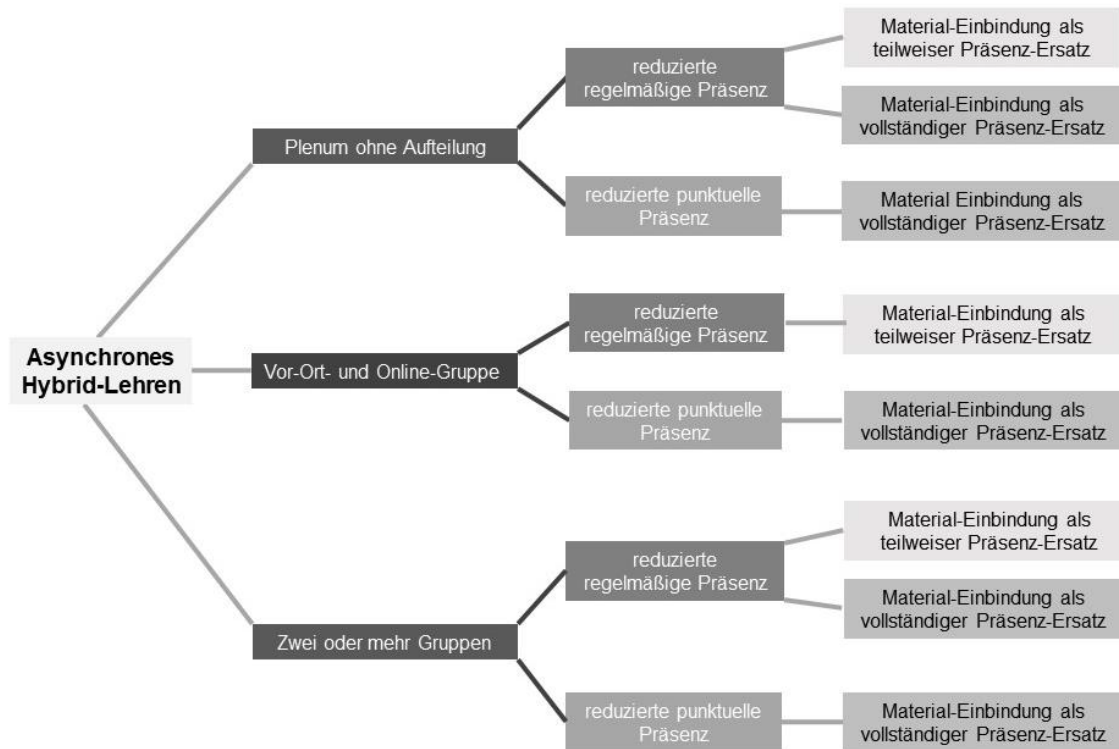 Material-Einbindung als
teilweiser Präsenz-Ersatz
reduzierte
regelmäßige Präsenz
Material-Einbindung als
vollständiger Präsenz-Ersatz
Plenum ohne Aufteilung
reduzierte punktuelle
Präsenz
Material Einbindung als
vollständiger Präsenz-Ersatz
reduzierte
regelmäßige Präsenz
Material-Einbindung als
teilweiser Präsenz-Ersatz
Asynchrones
Hybrid-Lehren
Vor-Ort- und Online-Gruppe
reduzierte punktuelle
Präsenz
Material-Einbindung als
vollständiger Präsenz-Ersatz
Material-Einbindung als
teilweiser Präsenz-Ersatz
reduzierte
regelmäßige Präsenz
Material-Einbindung als
vollständiger Präsenz-Ersatz
Zwei oder mehr Gruppen
reduzierte punktuelle
Präsenz
Material-Einbindung als
vollständiger Präsenz-Ersatz